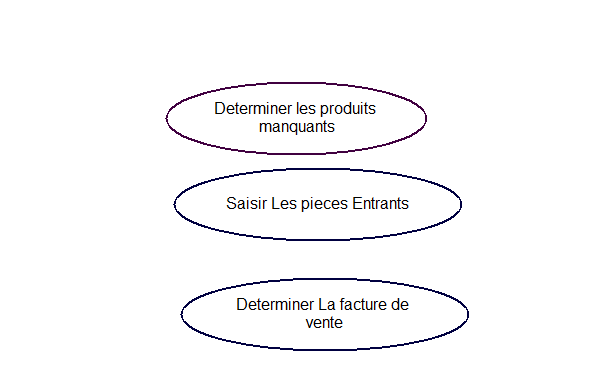 Determiner les produits
manquants
Saisir Les pieces Entrants
Determiner La facture de
vente